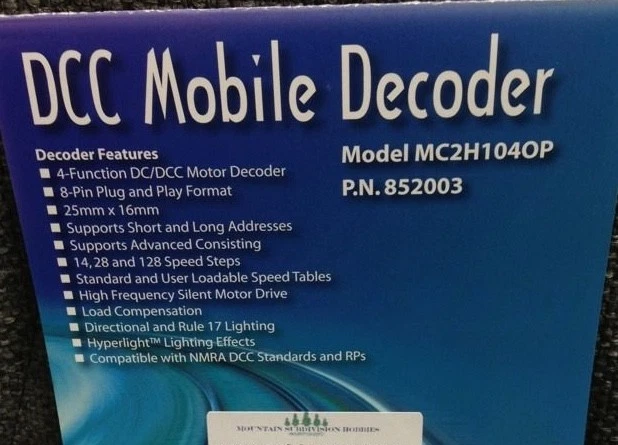 DCC Mobile Decoder
Decoder Features
■ 4-Function DC/DCC Motor Decoder
■ 8-Pin Plug and Play Format
■ 25mm x 16mm
■ Supports Short and Long Addresses
■ Supports Advanced Consisting
■ 14, 28 and 128 Speed Steps
■ Standard and User Loadable Speed Tables
■ High Frequency Silent Motor Drive
■ Load Compensation
■ Directional and Rule 17 Lighting
■ Hyperlight™ Lighting Effects
■ Compatible with NMRA DCC Standards and RPs
Model MC2H104OP
P.N. 852003
MOUNTAIN SUBDIVISION HOBBIES